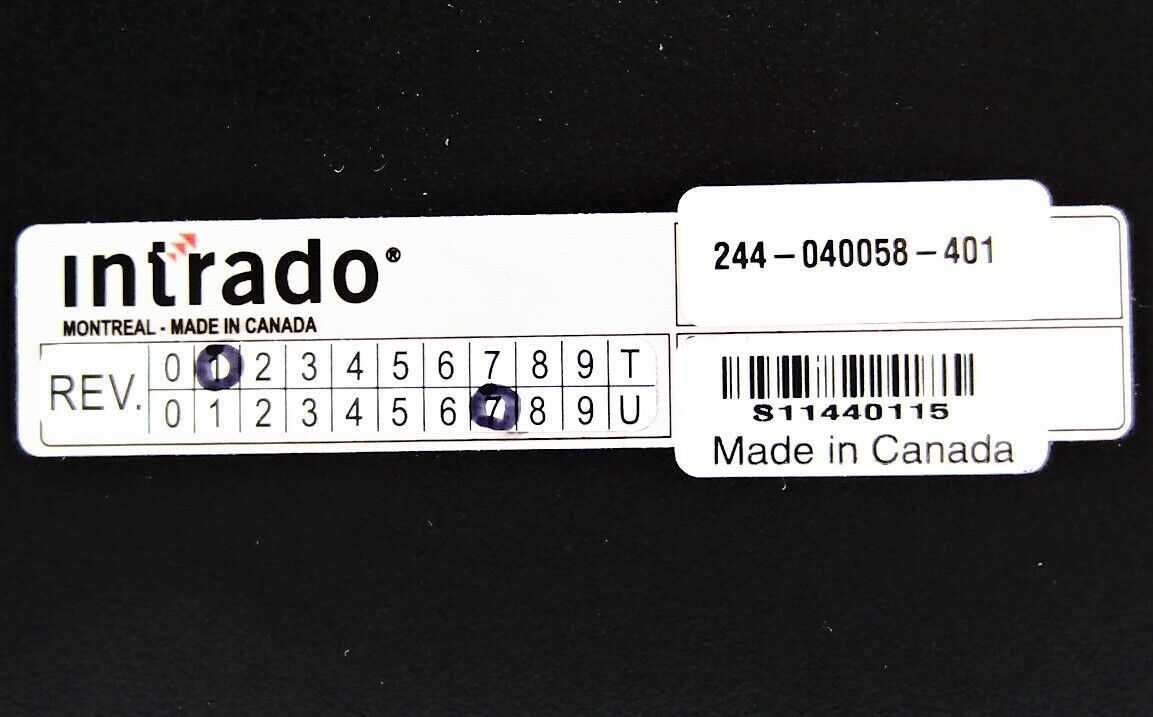 intrado®
MONTREAL - MADE IN CANADA
REV.
0 1 2 3 4 5 6 7 8 9 T
0 1 2 3 4 5 6 7 8 9 U
244-040058-401
S11440115
Made in Canada